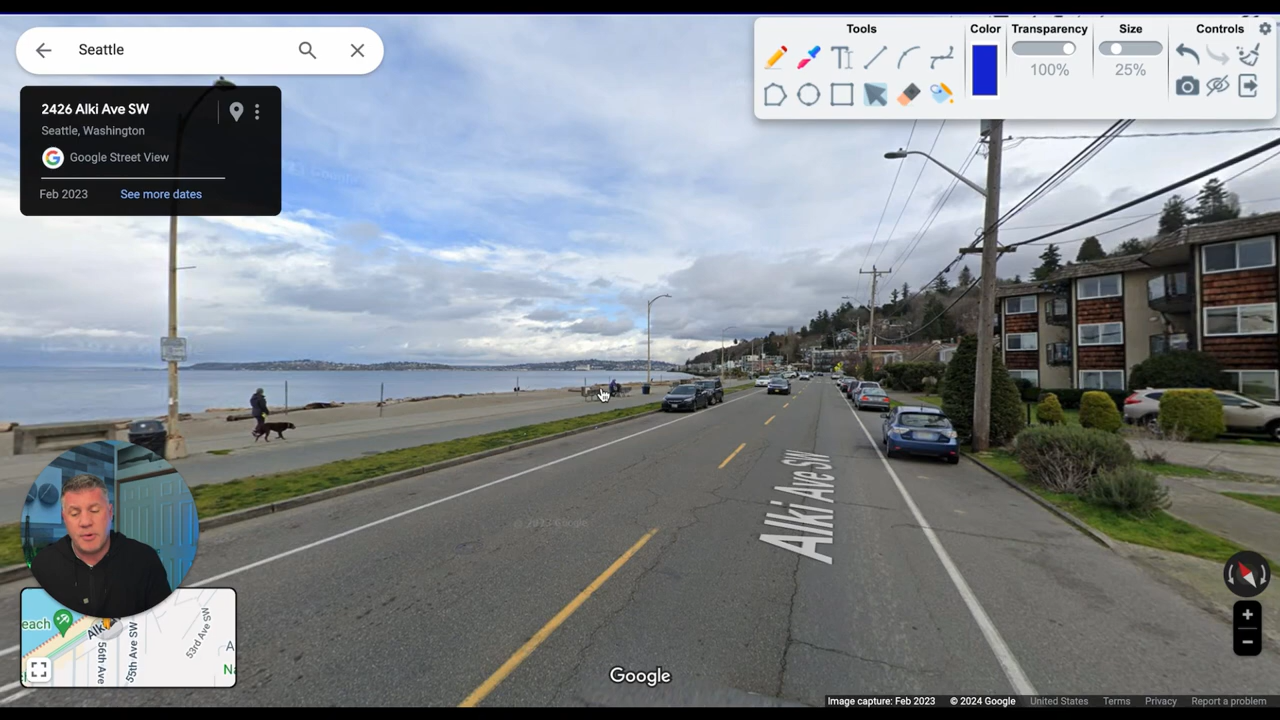 Seattle
2426 Alki Ave SW
Seattle, Washington
Google Street View
Feb 2023
See more dates
Tools
Color
Transparency
Size
Controls
100%
25%
Alki Ave SW
© 2023 Google
each
Alki
56th Ave
55th Ave SW
53rd Ave SW
A
Google
Image capture: Feb 2023
© 2024 Google
United States
Terms
Privacy
Report a problem